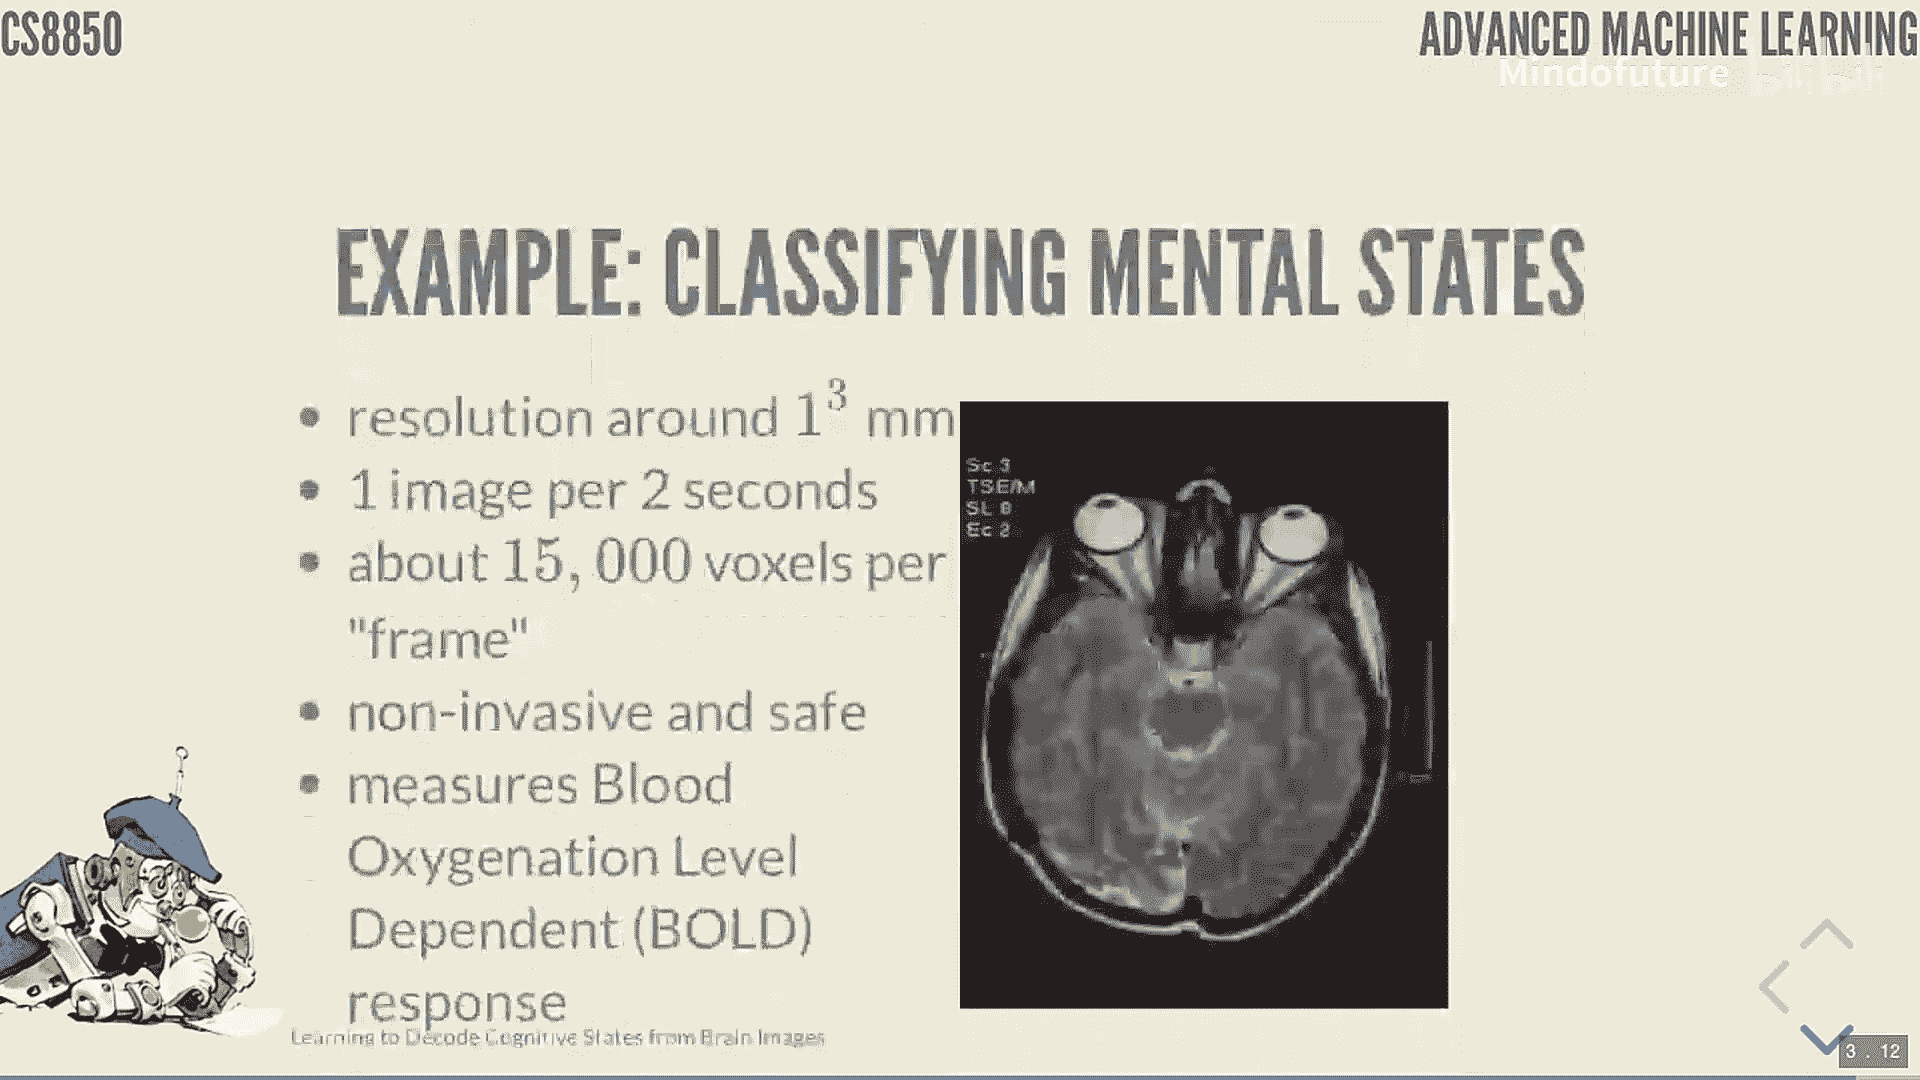 CS8850
ADVANCED MACHINE LEARNING
Mindofuture
EXAMPLE: CLASSIFYING MENTAL STATES
• resolution around 1³ mm
• 1 image per 2 seconds
• about 15, 000 voxels per
"frame"
• non-invasive and safe
• measures Blood
Oxygenation Level
Dependent (BOLD)
response
Sc 3
TSE/M
SL 8
Ec 2
Learning to Decode Cognitive States from Brain Images
3 . 12